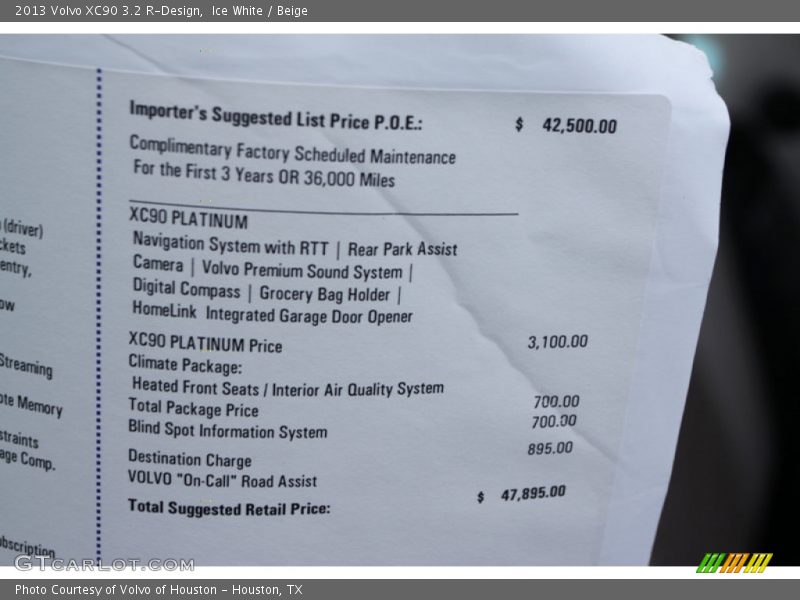 2013 Volvo XC90 3.2 R-Design, Ice White / Beige
Importer's Suggested List Price P.O.E.: $ 42,500.00
Complimentary Factory Scheduled Maintenance
For the First 3 Years OR 36,000 Miles
XC90 PLATINUM
Navigation System with RTT | Rear Park Assist
Camera | Volvo Premium Sound System |
Digital Compass | Grocery Bag Holder |
HomeLink Integrated Garage Door Opener
XC90 PLATINUM Price 3,100.00
Climate Package:
Heated Front Seats / Interior Air Quality System
Total Package Price 700.00
Blind Spot Information System 700.00
Destination Charge 895.00
VOLVO "On-Call" Road Assist
Total Suggested Retail Price: $ 47,895.00
(driver)
entry,
Streaming
Memory
age Comp.
GTCARLOT.COM
Photo Courtesy of Volvo of Houston - Houston, TX